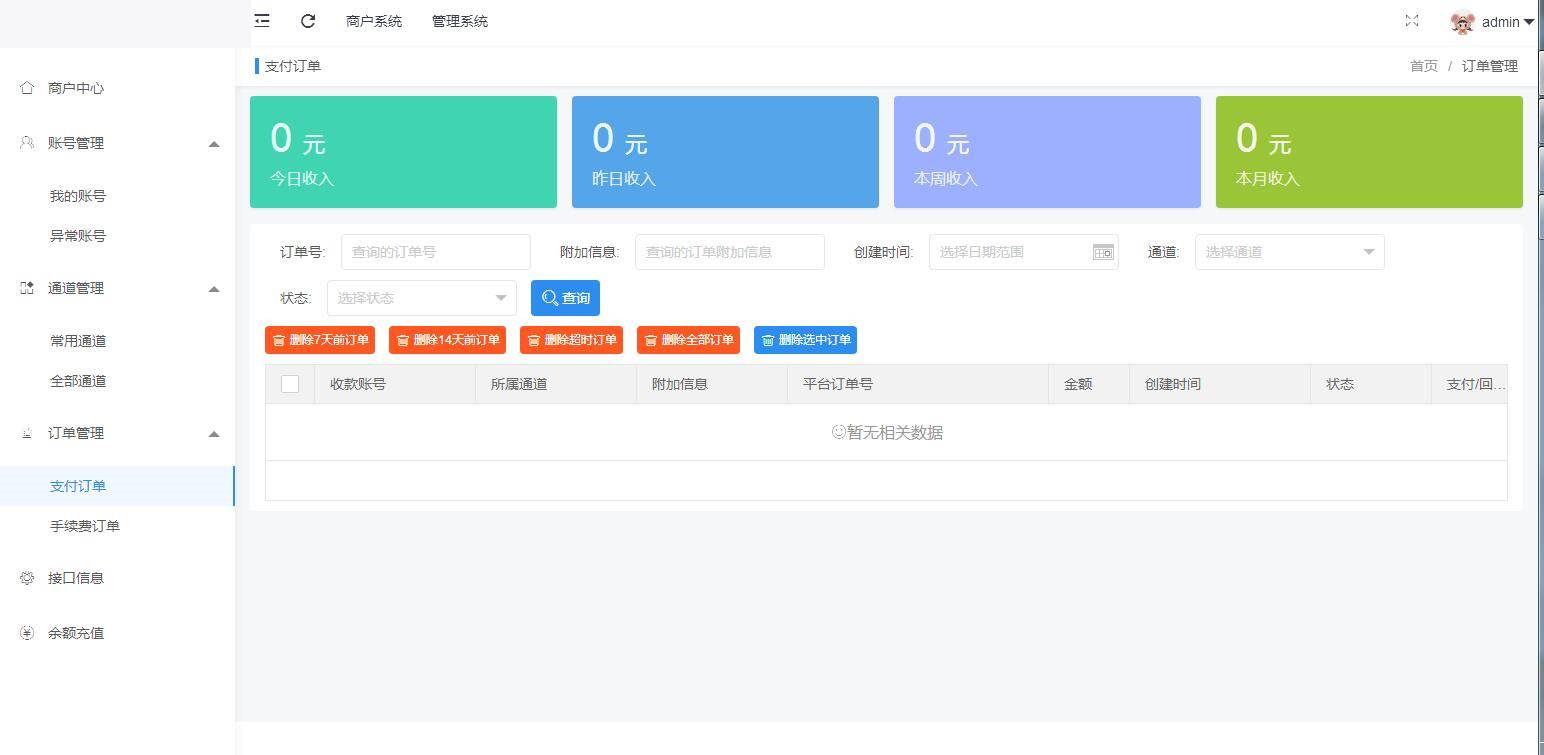 商户系统 管理系统 admin
支付订单 首页 / 订单管理
商户中心
账号管理
我的账号
异常账号
通道管理
常用通道
全部通道
订单管理
支付订单
手续费订单
接口信息
余额充值
0 元
今日收入
0 元
昨日收入
0 元
本周收入
0 元
本月收入
订单号: 查询的订单号 附加信息: 查询的订单附加信息 创建时间: 选择日期范围 通道: 选择通道
状态: 选择状态 查询
删除7天前订单 删除14天前订单 删除超时订单 删除全部订单 删除选中订单
收款账号 所属通道 附加信息 平台订单号 金额 创建时间 状态 支付/回...
暂无相关数据